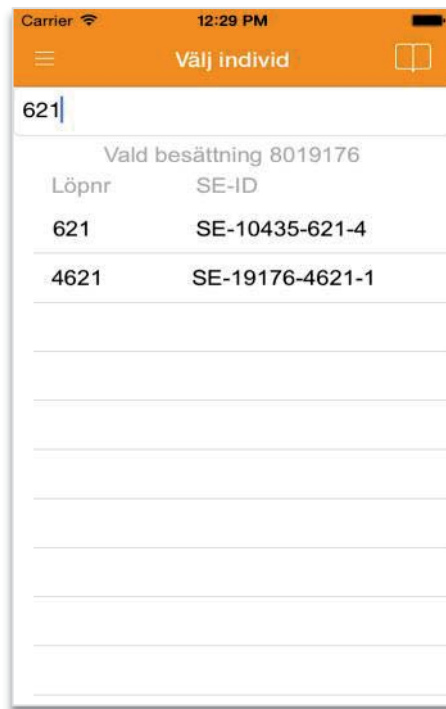 Carrier 12:29 PM
Välj individ
621
Vald besättning 8019176
Löpnr SE-ID
621 SE-10435-621-4
4621 SE-19176-4621-1